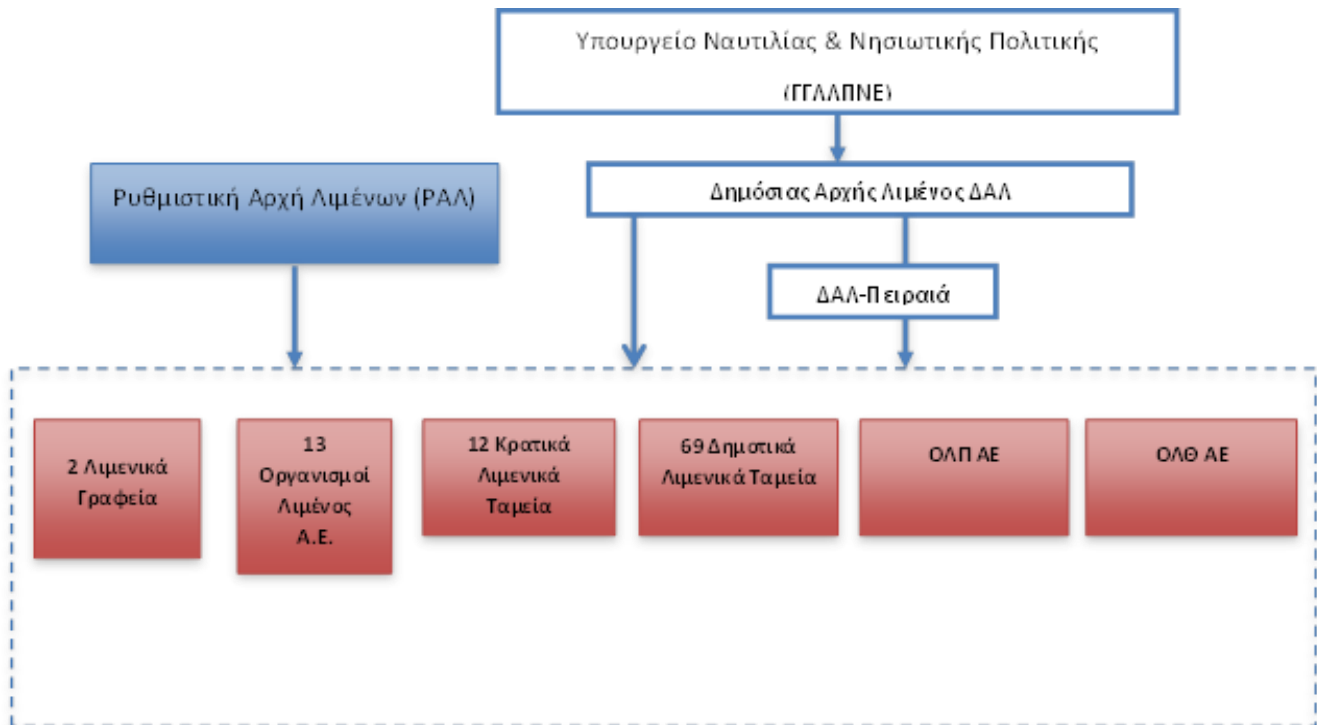 Υπουργείο Ναυτιλίας & Νησιωτικής Πολιτικής
(ΓΓΛΛΠΝΕ)
Ρυθμιστική Αρχή Λιμένων (ΡΑΛ)
Δημόσιας Αρχής Λιμένος ΔΑΛ
ΔΑΛ-Πειραιά
2 Λιμενικά
Γραφεία
13
Οργανισμοί
Λιμένος
Α.Ε.
12 Κρατικά
Λιμενικά
Ταμεία
69 Δημοτικά
Λιμενικά Ταμεία
ΟΛΠ ΑΕ
ΟΛΘ ΑΕ